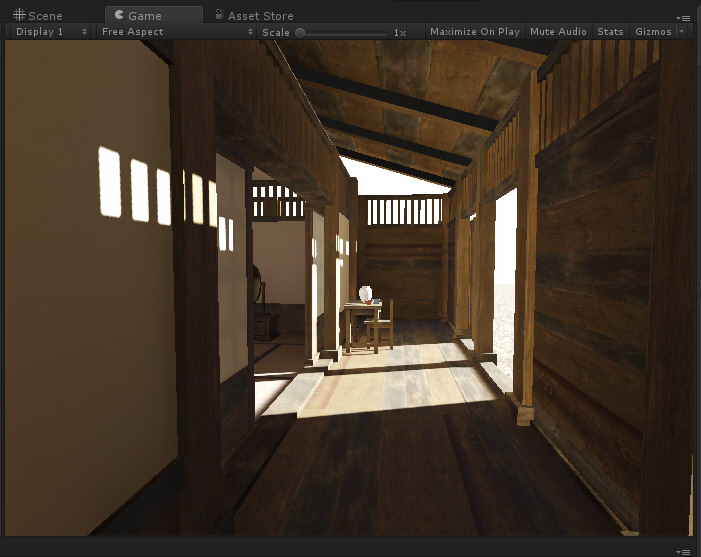 Scene Game Asset Store
Display 1 Free Aspect Scale 1x Maximize On Play Mute Audio Stats Gizmos